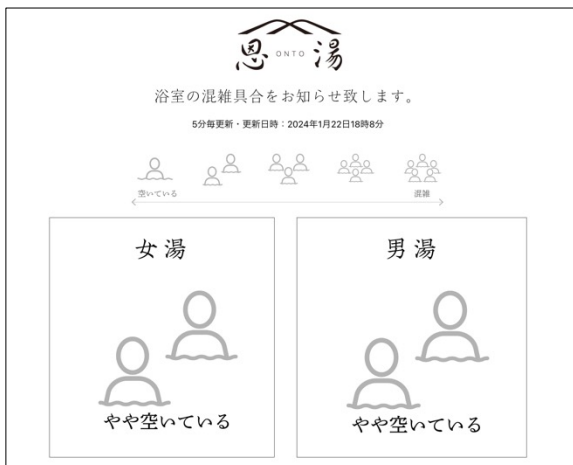 恩 ONTO 湯
浴室の混雑具合をお知らせ致します。
5分毎更新・更新日時：2024年1月22日18時8分
空いている 混雑
女湯 男湯
やや空いている やや空いている